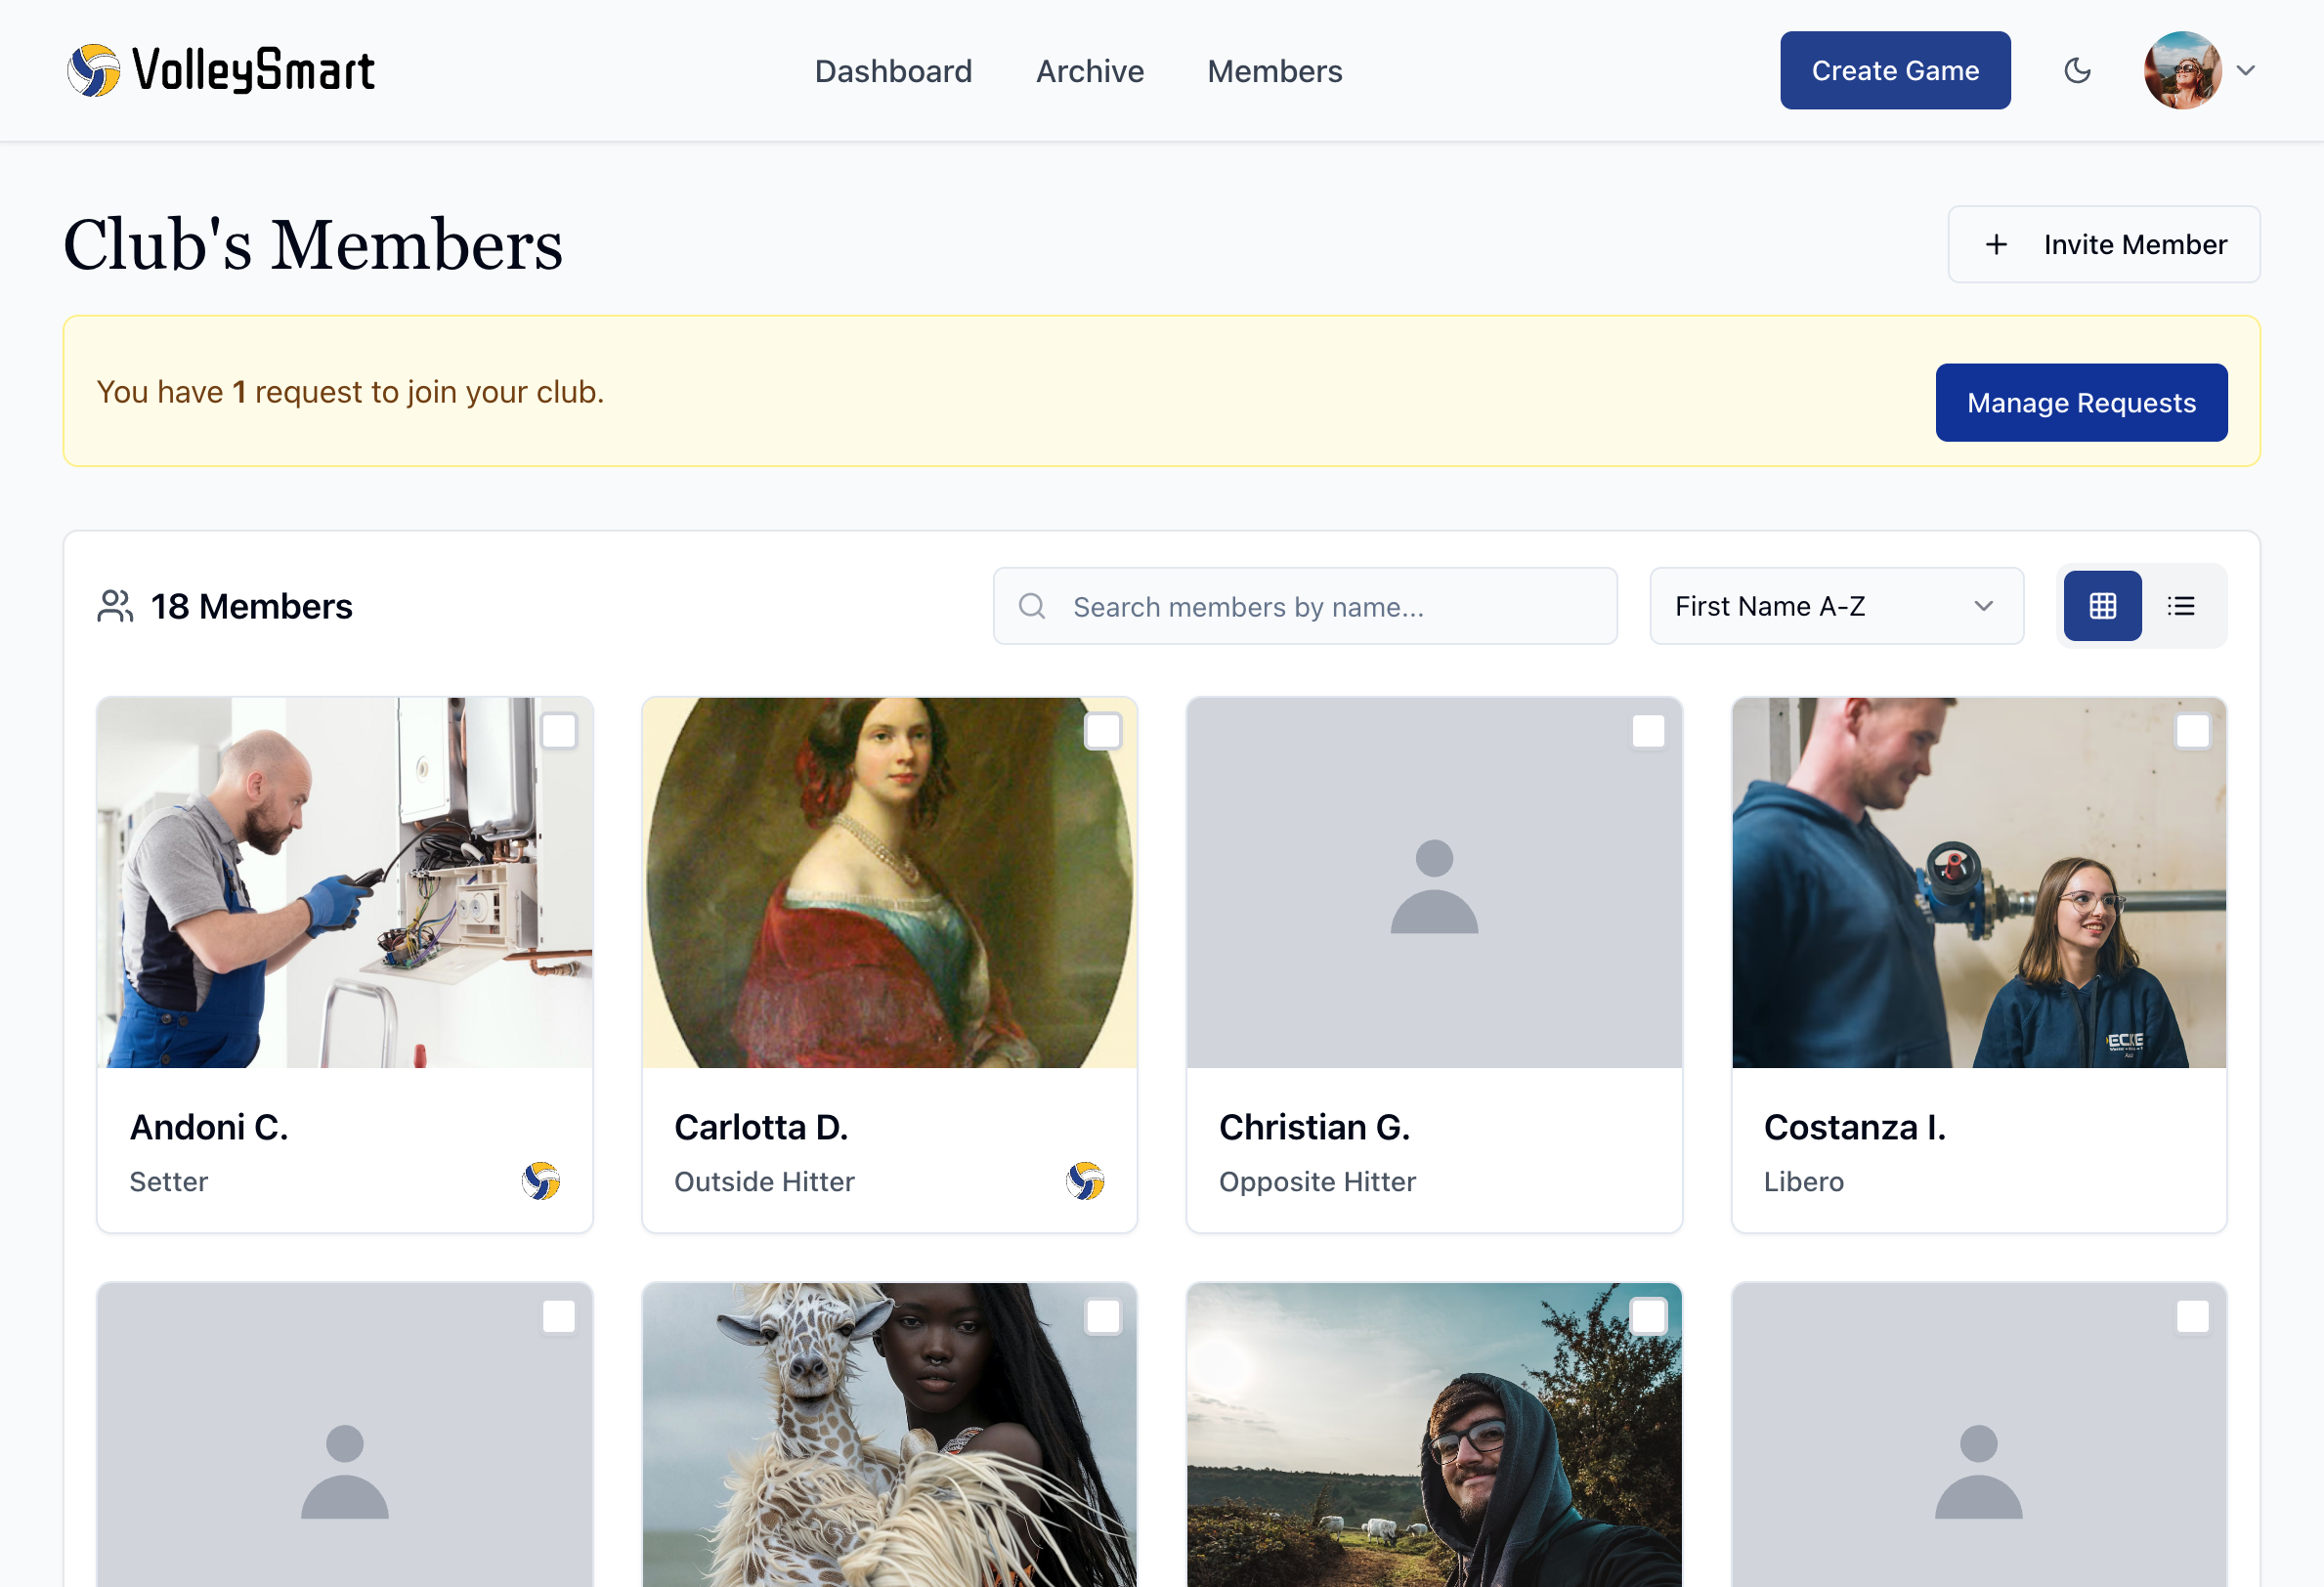 VolleySmart
Dashboard
Archive
Members
Create Game
Club's Members
Invite Member
You have 1 request to join your club.
Manage Requests
18 Members
Search members by name...
First Name A-Z
Andoni C.
Setter
Carlotta D.
Outside Hitter
Christian G.
Opposite Hitter
Costanza I.
Libero